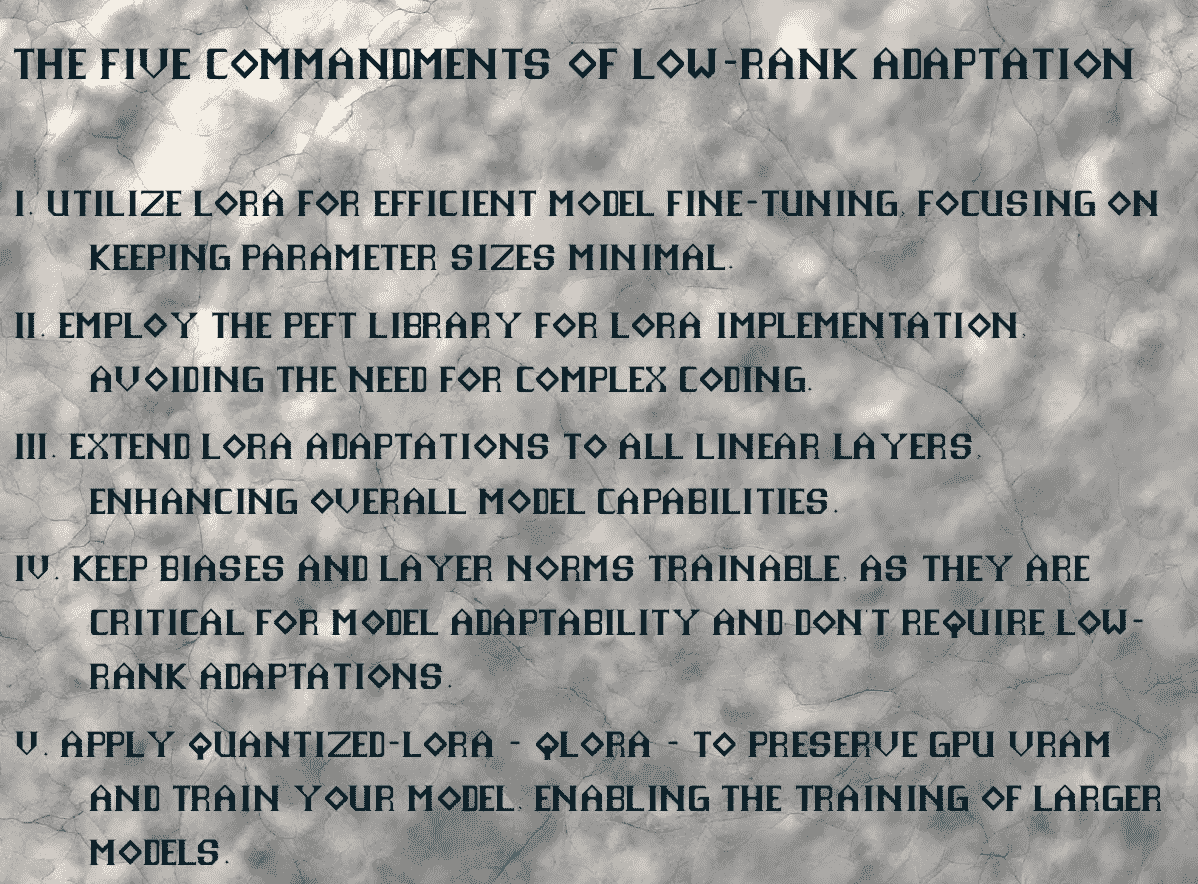 THE FIVE COMMANDMENTS OF LOW-RANK ADAPTATION
I. UTILIZE LORA FOR EFFICIENT MODEL FINE-TUNING, FOCUSING ON
KEEPING PARAMETER SIZES MINIMAL.
II. EMPLOY THE PEFT LIBRARY FOR LORA IMPLEMENTATION,
AVOIDING THE NEED FOR COMPLEX CODING.
III. EXTEND LORA ADAPTATIONS TO ALL LINEAR LAYERS,
ENHANCING OVERALL MODEL CAPABILITIES.
IV. KEEP BIASES AND LAYER NORMS TRAINABLE, AS THEY ARE
CRITICAL FOR MODEL ADAPTABILITY AND DON'T REQUIRE LOW-
RANK ADAPTATIONS.
V. APPLY QUANTIZED-LORA - QLORA - TO PRESERVE GPU VRAM
AND TRAIN YOUR MODEL, ENABLING THE TRAINING OF LARGER
MODELS.